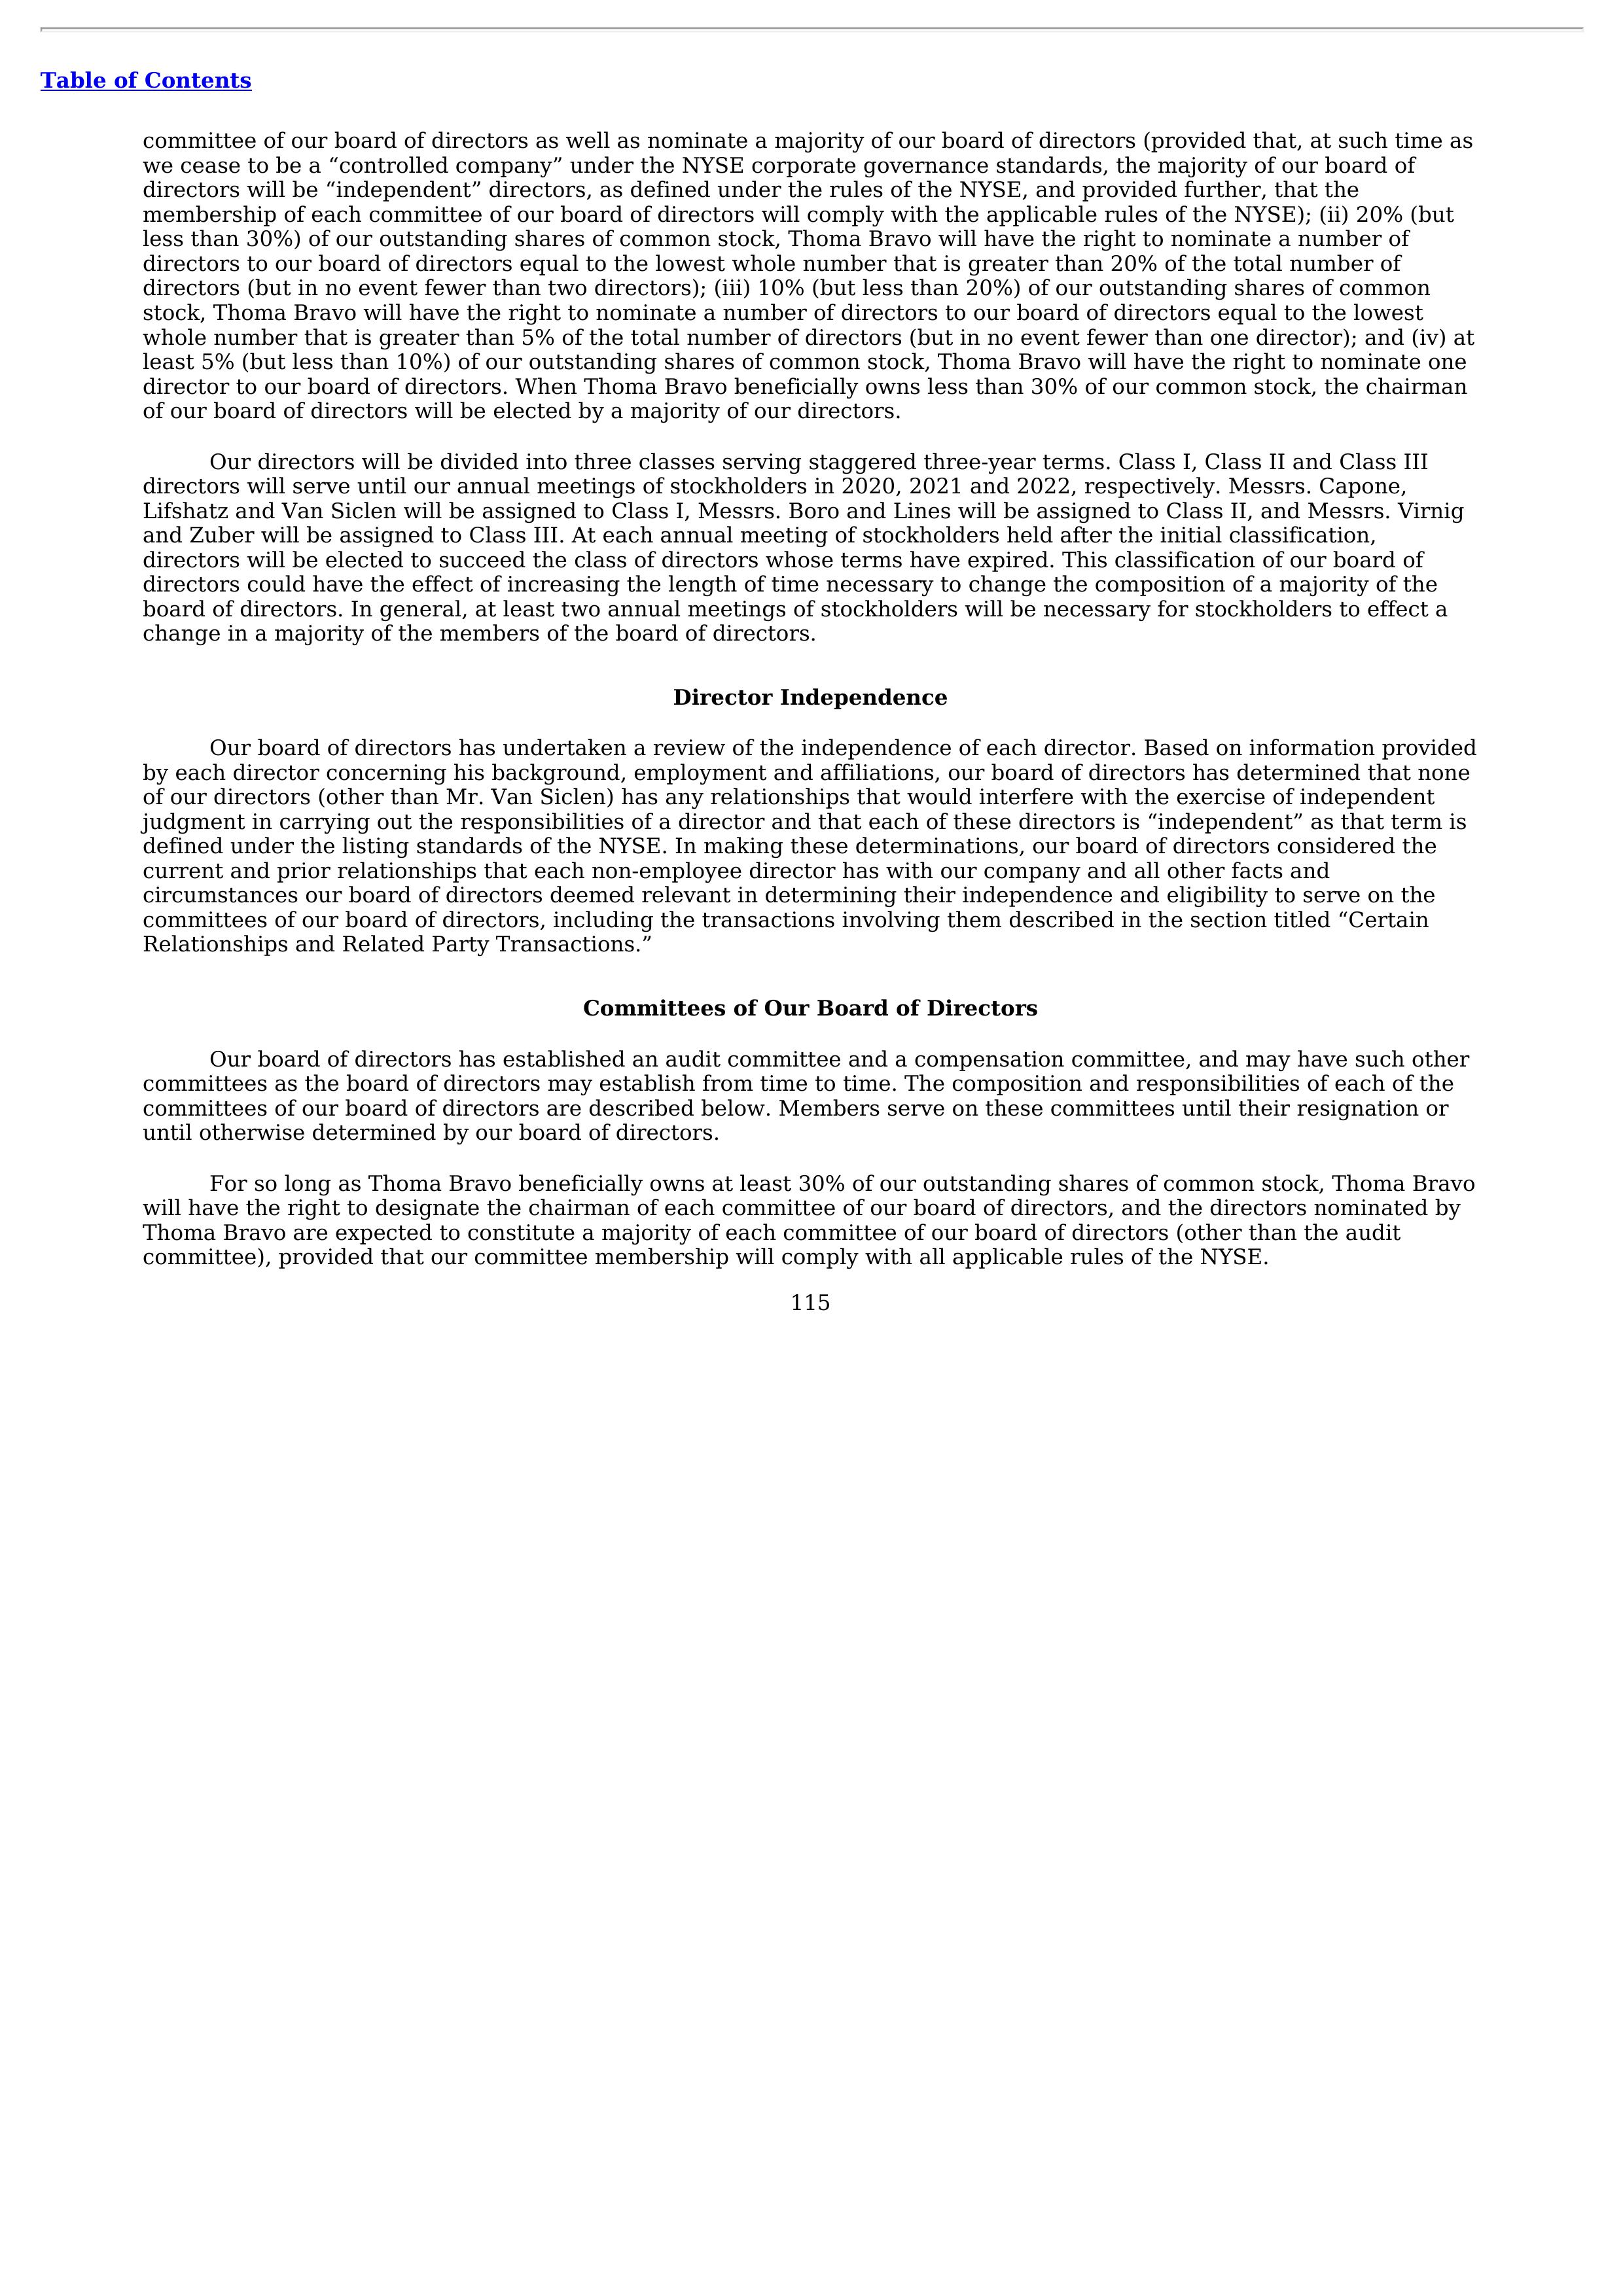 Table of Contents
committee of our board of directors as well as nominate a majority of our board of directors (provided that, at such time as
we cease to be a “controlled company” under the NYSE corporate governance standards, the majority of our board of
directors will be “independent” directors, as defined under the rules of the NYSE, and provided further, that the
membership of each committee of our board of directors will comply with the applicable rules of the NYSE); (ii) 20% (but
less than 30%) of our outstanding shares of common stock, Thoma Bravo will have the right to nominate a number of
directors to our board of directors equal to the lowest whole number that is greater than 20% of the total number of
directors (but in no event fewer than two directors); (iii) 10% (but less than 20%) of our outstanding shares of common
stock, Thoma Bravo will have the right to nominate a number of directors to our board of directors equal to the lowest
whole number that is greater than 5% of the total number of directors (but in no event fewer than one director); and (iv) at
least 5% (but less than 10%) of our outstanding shares of common stock, Thoma Bravo will have the right to nominate one
director to our board of directors. When Thoma Bravo beneficially owns less than 30% of our common stock, the chairman
of our board of directors will be elected by a majority of our directors.
Our directors will be divided into three classes serving staggered three-year terms. Class I, Class II and Class III
directors will serve until our annual meetings of stockholders in 2020, 2021 and 2022, respectively. Messrs. Capone,
Lifshatz and Van Siclen will be assigned to Class I, Messrs. Boro and Lines will be assigned to Class II, and Messrs. Virnig
and Zuber will be assigned to Class III. At each annual meeting of stockholders held after the initial classification,
directors will be elected to succeed the class of directors whose terms have expired. This classification of our board of
directors could have the effect of increasing the length of time necessary to change the composition of a majority of the
board of directors. In general, at least two annual meetings of stockholders will be necessary for stockholders to effect a
change in a majority of the members of the board of directors.
Director Independence
Our board of directors has undertaken a review of the independence of each director. Based on information provided
by each director concerning his background, employment and affiliations, our board of directors has determined that none
of our directors (other than Mr. Van Siclen) has any relationships that would interfere with the exercise of independent
judgment in carrying out the responsibilities of a director and that each of these directors is “independent” as that term is
defined under the listing standards of the NYSE. In making these determinations, our board of directors considered the
current and prior relationships that each non-employee director has with our company and all other facts and
circumstances our board of directors deemed relevant in determining their independence and eligibility to serve on the
committees of our board of directors, including the transactions involving them described in the section titled “Certain
Relationships and Related Party Transactions.”
Committees of Our Board of Directors
Our board of directors has established an audit committee and a compensation committee, and may have such other
committees as the board of directors may establish from time to time. The composition and responsibilities of each of the
committees of our board of directors are described below. Members serve on these committees until their resignation or
until otherwise determined by our board of directors.
For so long as Thoma Bravo beneficially owns at least 30% of our outstanding shares of common stock, Thoma Bravo
will have the right to designate the chairman of each committee of our board of directors, and the directors nominated by
Thoma Bravo are expected to constitute a majority of each committee of our board of directors (other than the audit
committee), provided that our committee membership will comply with all applicable rules of the NYSE.
115